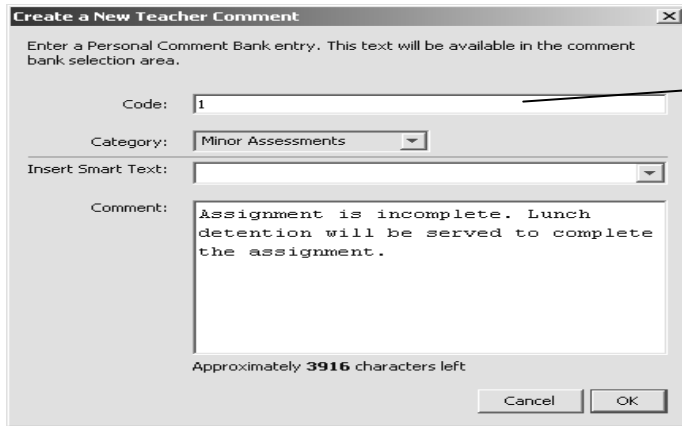 Create a New Teacher Comment
Enter a Personal Comment Bank entry. This text will be available in the comment
bank selection area.
Code: 1
Category: Minor Assessments
Insert Smart Text:
Comment: Assignment is incomplete. Lunch
detention will be served to complete
the assignment.
Approximately 3916 characters left
Cancel OK